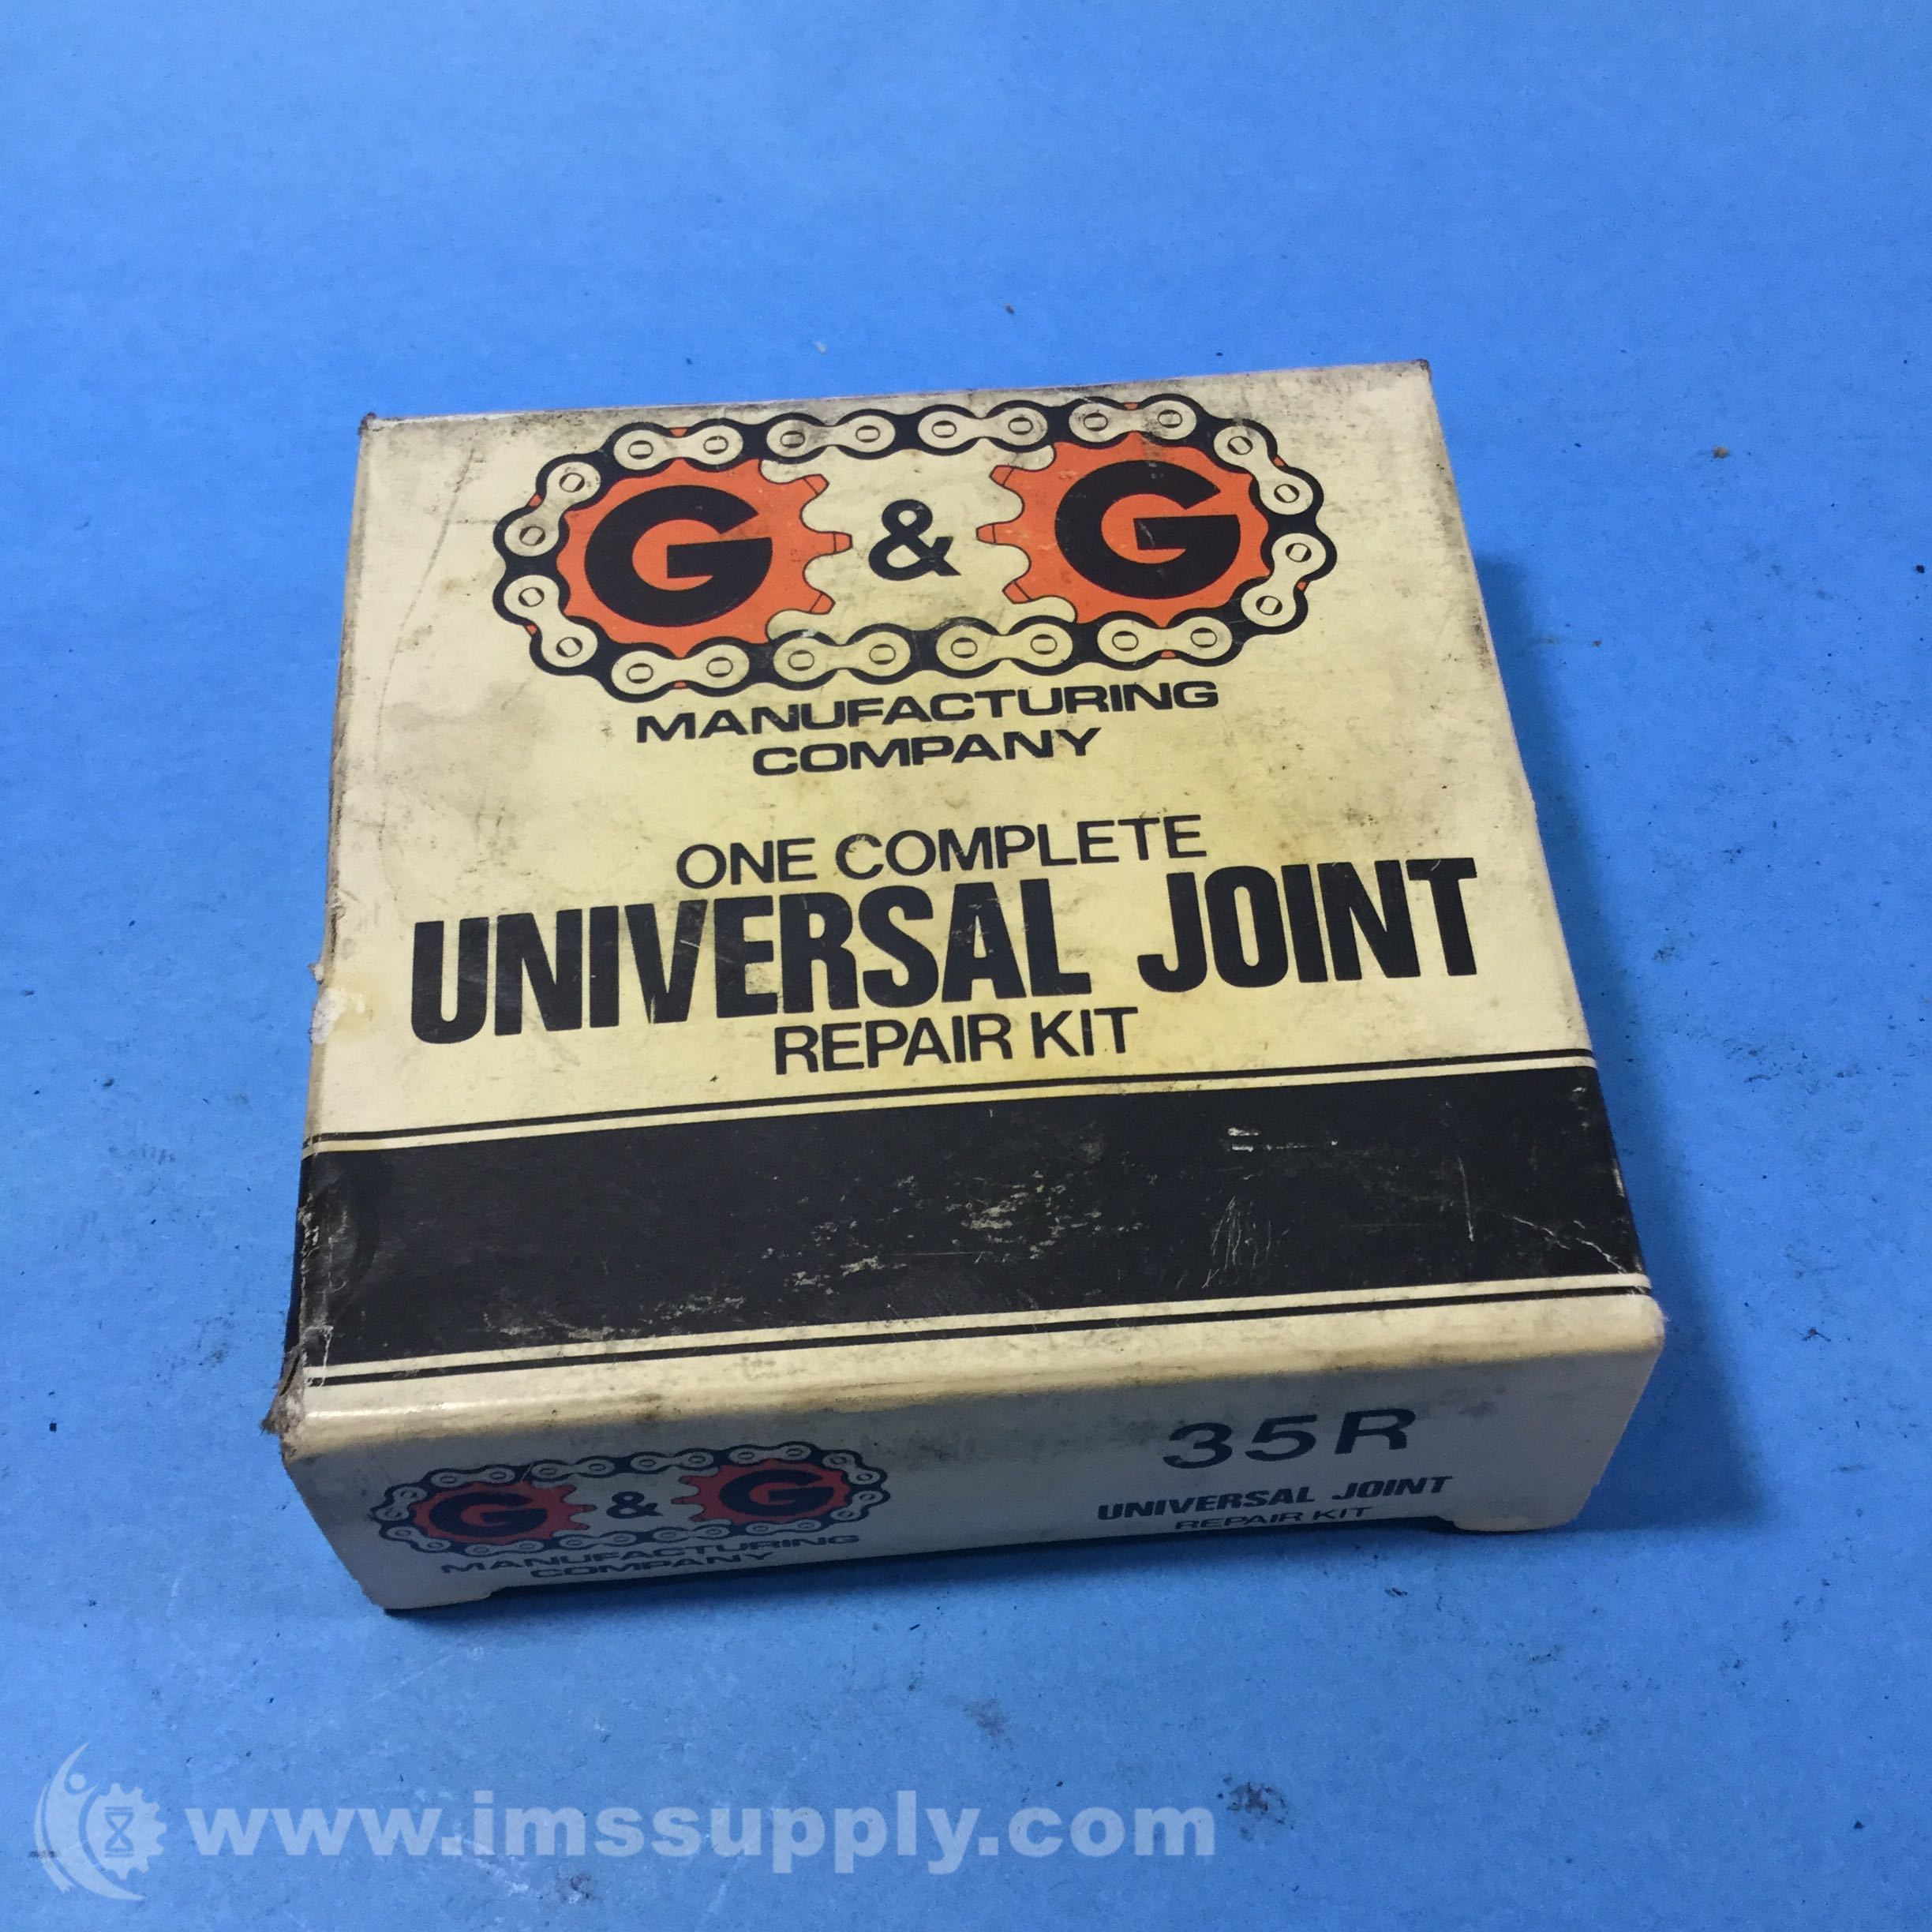 G & G
MANUFACTURING
COMPANY
ONE COMPLETE
UNIVERSAL JOINT
REPAIR KIT
G & G
MANUFACTURING
COMPANY
35R
UNIVERSAL JOINT
REPAIR KIT
www.imssupply.com